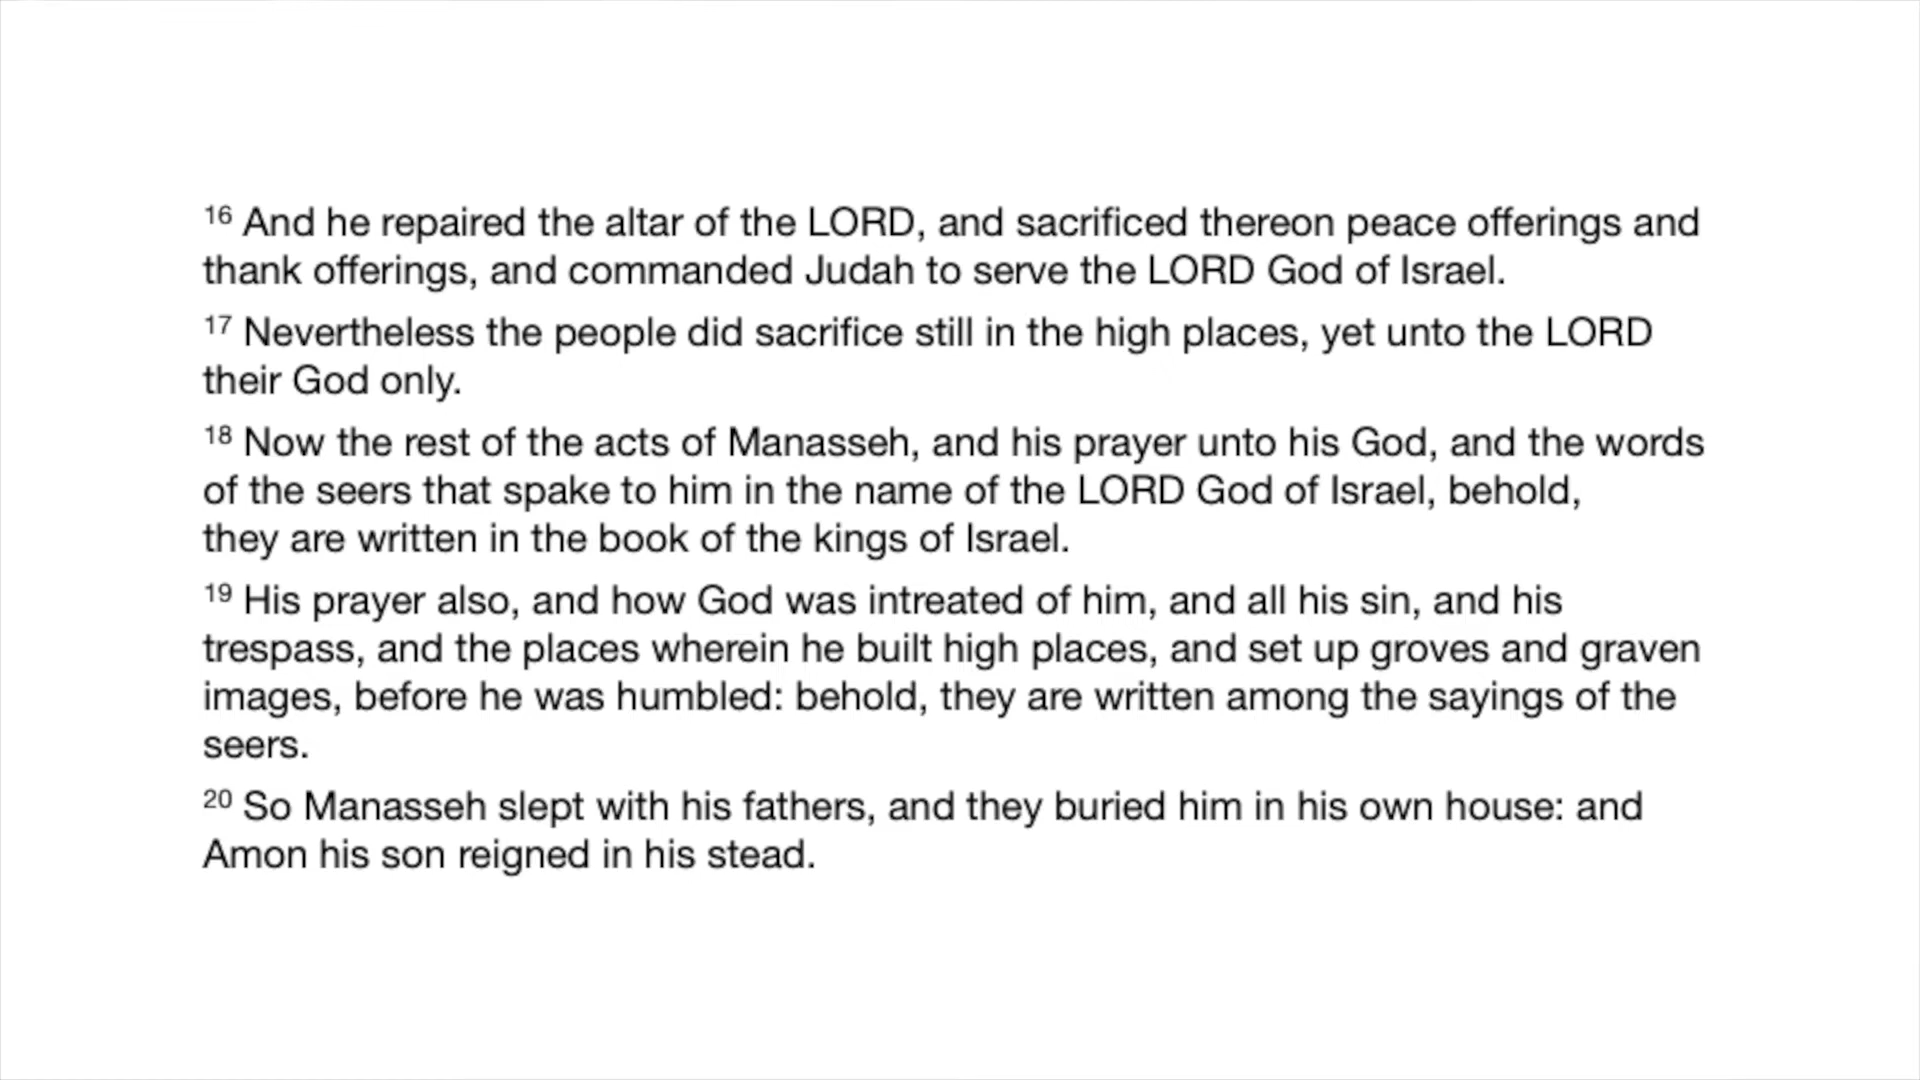 16 And he repaired the altar of the LORD, and sacrificed thereon peace offerings and
thank offerings, and commanded Judah to serve the LORD God of Israel.
17 Nevertheless the people did sacrifice still in the high places, yet unto the LORD
their God only.
18 Now the rest of the acts of Manasseh, and his prayer unto his God, and the words
of the seers that spake to him in the name of the LORD God of Israel, behold,
they are written in the book of the kings of Israel.
19 His prayer also, and how God was intreated of him, and all his sin, and his
trespass, and the places wherein he built high places, and set up groves and graven
images, before he was humbled: behold, they are written among the sayings of the
seers.
20 So Manasseh slept with his fathers, and they buried him in his own house: and
Amon his son reigned in his stead.